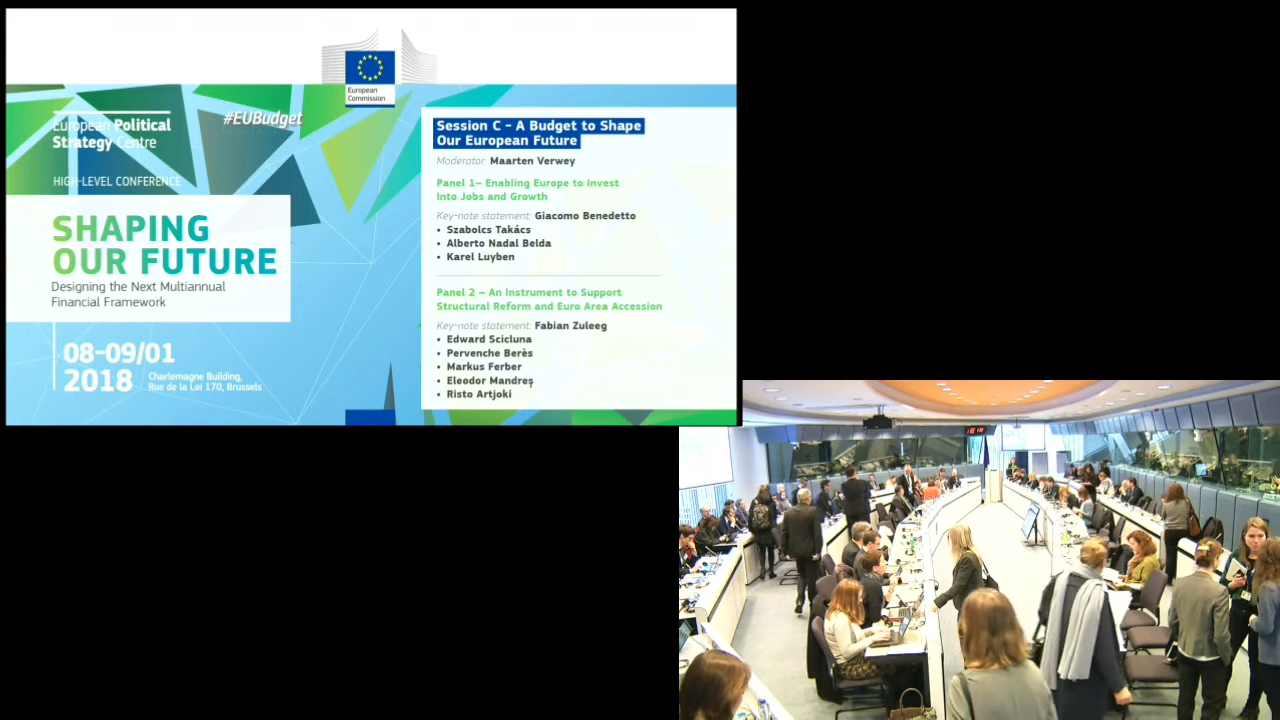 European
Commission
European Political
Strategy Centre
#EUBudget
HIGH-LEVEL CONFERENCE
SHAPING
OUR FUTURE
Designing the Next Multiannual
Financial Framework
08-09/01
2018
Charlemagne Building,
Rue de la Loi 170, Brussels
Session C - A Budget to Shape
Our European Future
Moderator: Maarten Verwey
Panel 1– Enabling Europe to Invest
Into Jobs and Growth
Key-note statement: Giacomo Benedetto
• Szabolcs Takács
• Alberto Nadal Belda
• Karel Luyben
Panel 2 – An Instrument to Support
Structural Reform and Euro Area Accession
Key-note statement: Fabian Zuleeg
• Edward Scicluna
• Pervenche Berès
• Markus Ferber
• Eleodor Mandreș
• Risto Artjoki